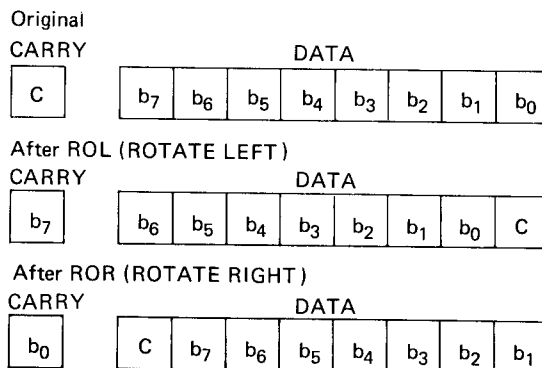 Original
CARRY DATA
C b₇ b₆ b₅ b₄ b₃ b₂ b₁ b₀
After ROL (ROTATE LEFT)
CARRY DATA
b₇ b₆ b₅ b₄ b₃ b₂ b₁ b₀ C
After ROR (ROTATE RIGHT)
CARRY DATA
b₀ C b₇ b₆ b₅ b₄ b₃ b₂ b₁